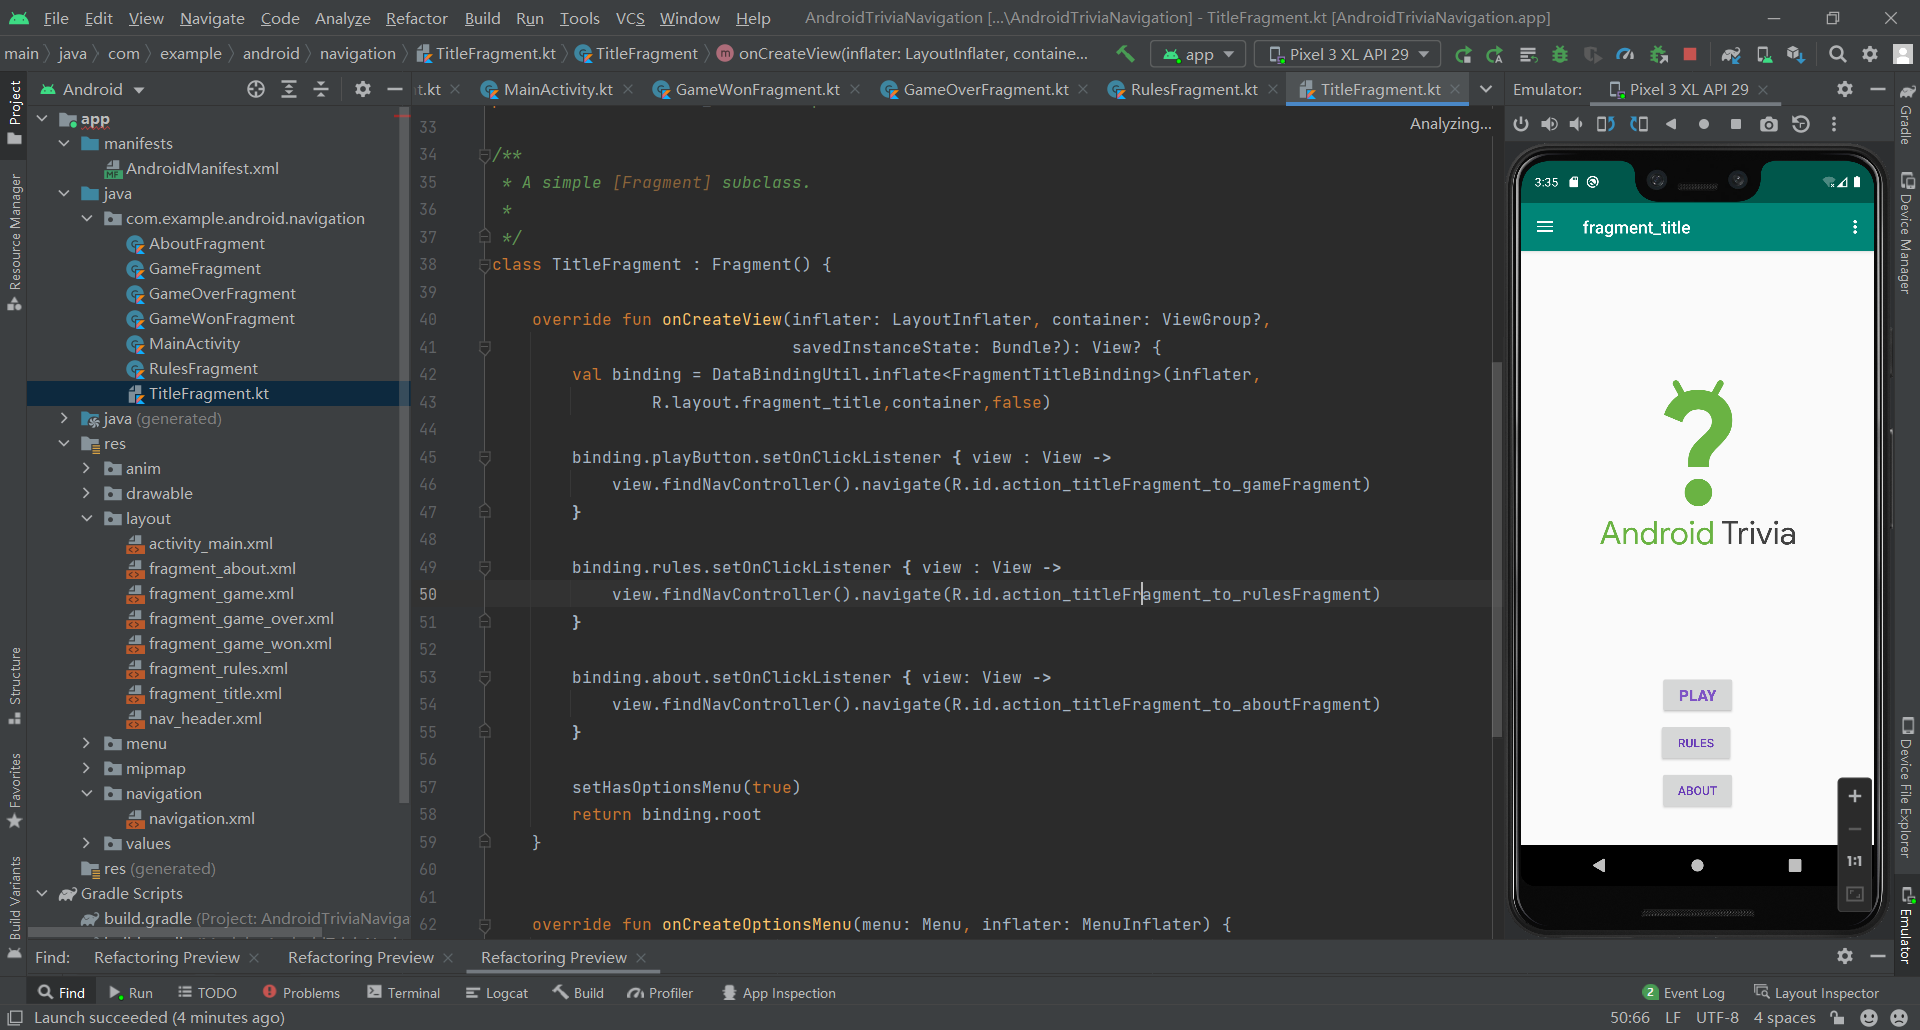 File Edit View Navigate Code Analyze Refactor Build Run Tools VCS Window Help AndroidTriviaNavigation [...\AndroidTriviaNavigation] - TitleFragment.kt [AndroidTriviaNavigation.app]
main java com example android navigation TitleFragment.kt TitleFragment onCreateView(inflater: LayoutInflater, containe... app Pixel 3 XL API 29
Android
t.kt MainActivity.kt GameWonFragment.kt GameOverFragment.kt RulesFragment.kt TitleFragment.kt
Emulator: Pixel 3 XL API 29
Project
Resource Manager
Structure
Favorites
Build Variants
app
manifests
AndroidManifest.xml
java
com.example.android.navigation
AboutFragment
GameFragment
GameOverFragment
GameWonFragment
MainActivity
RulesFragment
TitleFragment.kt
java (generated)
res
anim
drawable
layout
activity_main.xml
fragment_about.xml
fragment_game.xml
fragment_game_over.xml
fragment_game_won.xml
fragment_rules.xml
fragment_title.xml
nav_header.xml
menu
mipmap
navigation
navigation.xml
values
res (generated)
Gradle Scripts
build.gradle (Project: AndroidTriviaNaviga
Analyzing...
33
34 /**
35 * A simple [Fragment] subclass.
36 *
37 */
38 class TitleFragment : Fragment() {
39
40 override fun onCreateView(inflater: LayoutInflater, container: ViewGroup?,
41 savedInstanceState: Bundle?): View? {
42 val binding = DataBindingUtil.inflate<FragmentTitleBinding>(inflater,
43 R.layout.fragment_title,container,false)
44
45 binding.playButton.setOnClickListener { view : View ->
46 view.findNavController().navigate(R.id.action_titleFragment_to_gameFragment)
47 }
48
49 binding.rules.setOnClickListener { view : View ->
50 view.findNavController().navigate(R.id.action_titleFragment_to_rulesFragment)
51 }
52
53 binding.about.setOnClickListener { view: View ->
54 view.findNavController().navigate(R.id.action_titleFragment_to_aboutFragment)
55 }
56
57 setHasOptionsMenu(true)
58 return binding.root
59 }
60
61
62 override fun onCreateOptionsMenu(menu: Menu, inflater: MenuInflater) {
3:35
fragment_title
Android Trivia
PLAY
RULES
ABOUT
1:1
Gradle
Device Manager
Device File Explorer
Emulator
Find: Refactoring Preview Refactoring Preview Refactoring Preview
Find Run TODO Problems Terminal Logcat Build Profiler App Inspection 2 Event Log Layout Inspector
Launch succeeded (4 minutes ago) 50:66 LF UTF-8 4 spaces